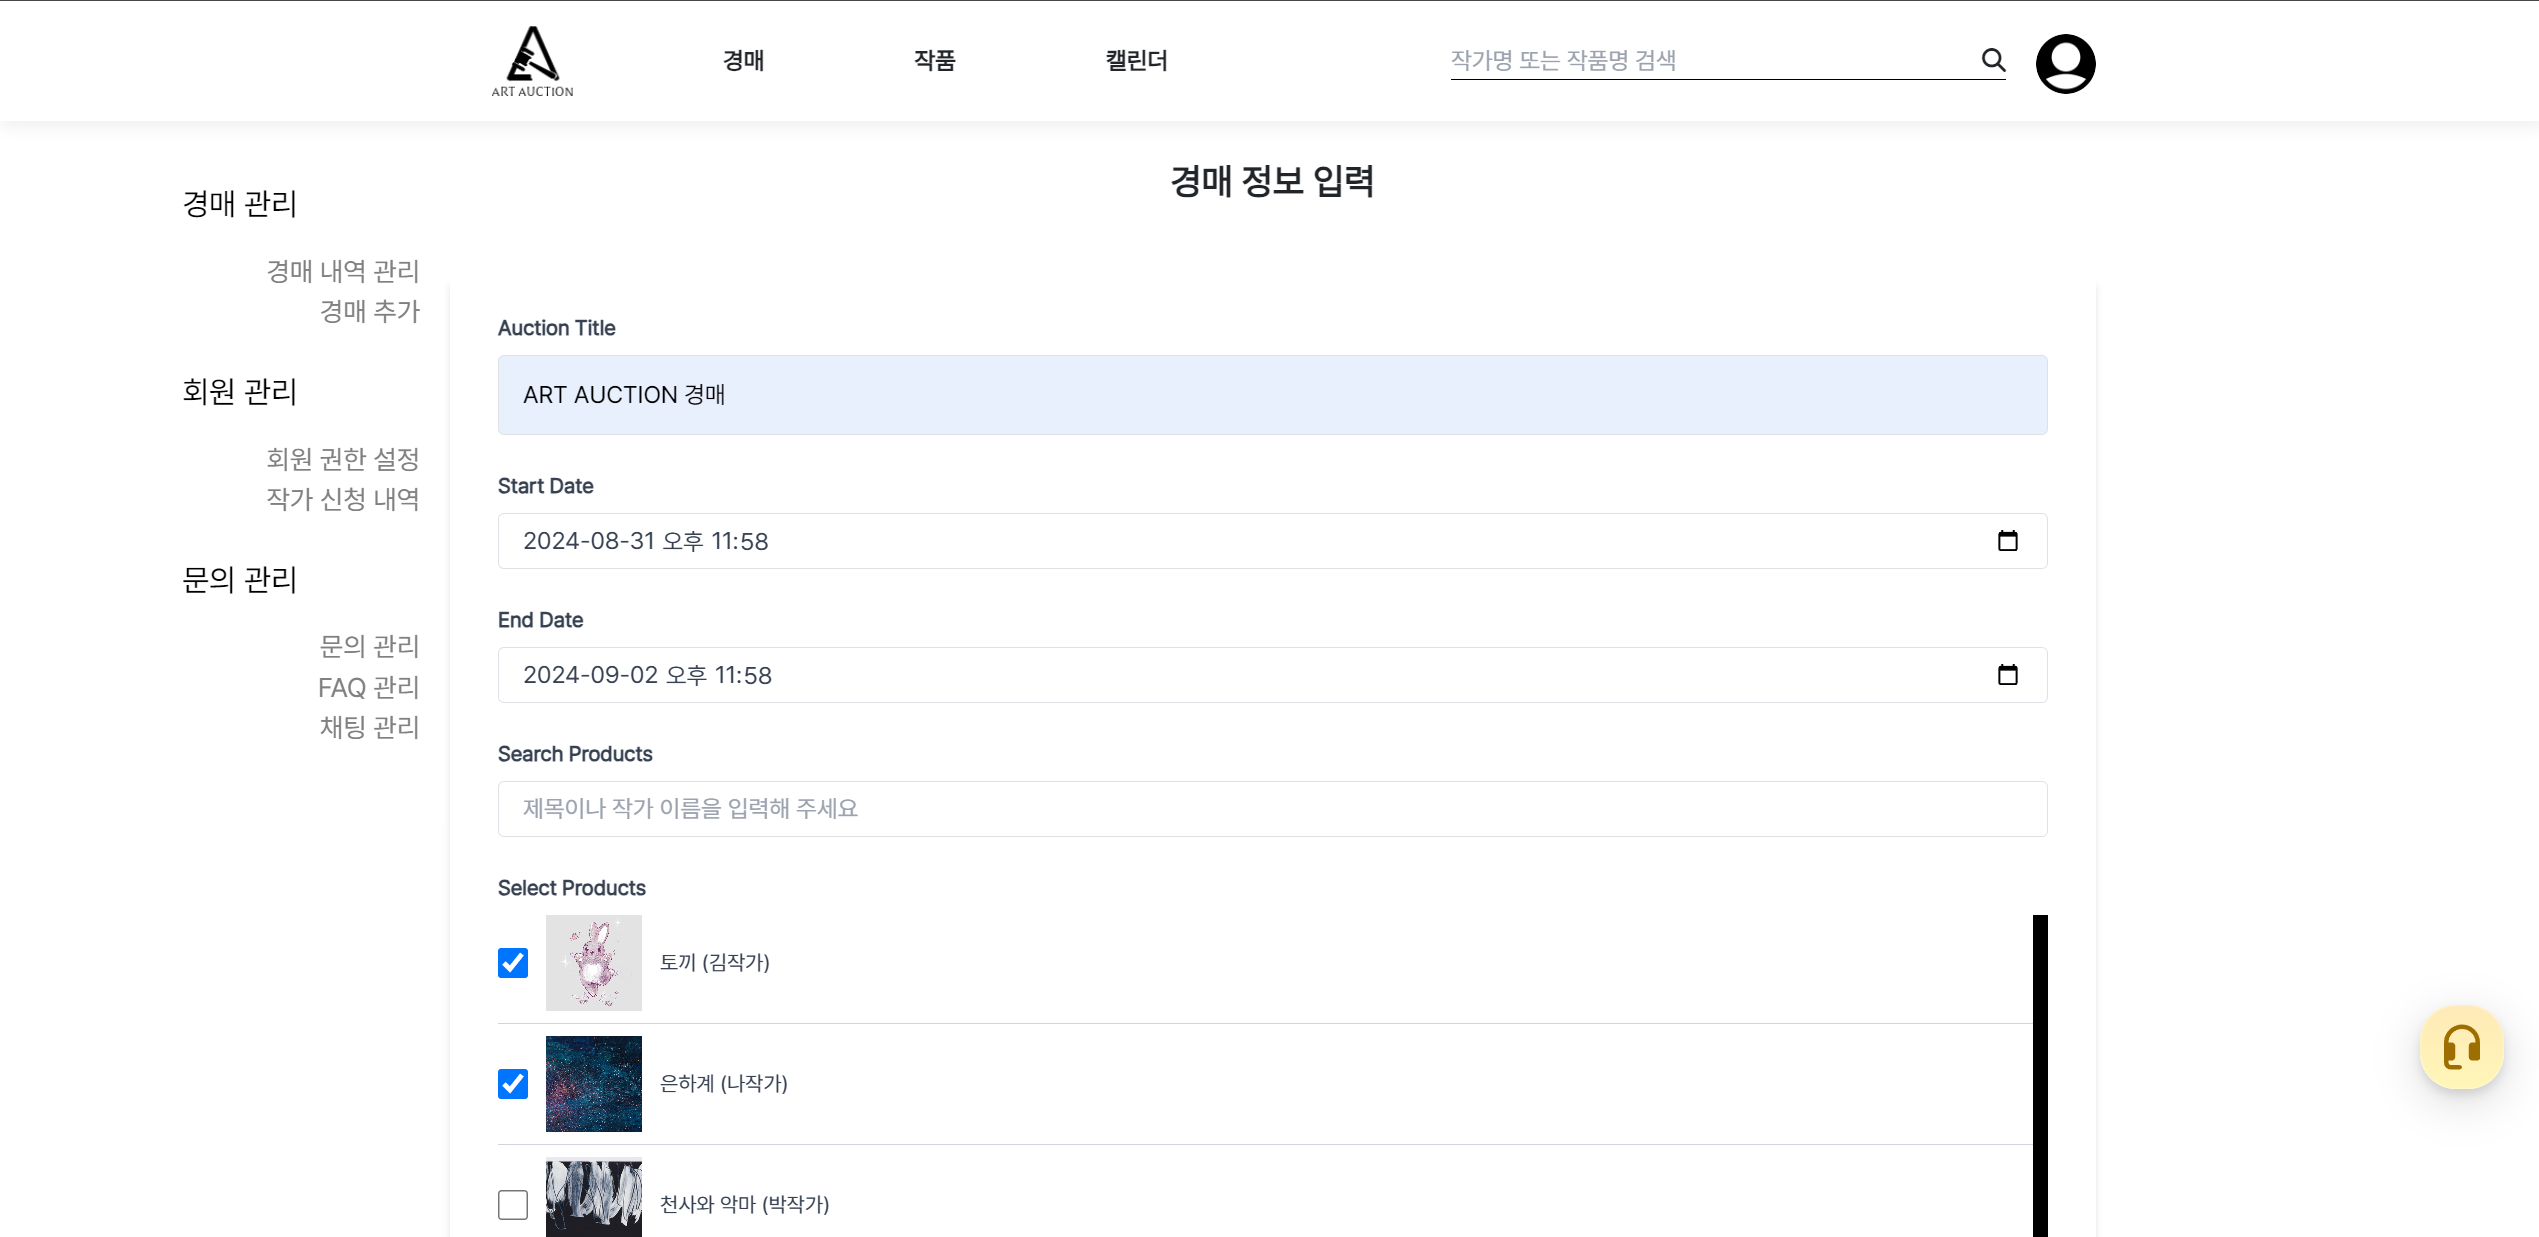 ART AUCTION
경매
작품
캘린더
작가명 또는 작품명 검색
경매 정보 입력
경매 관리
경매 내역 관리
경매 추가
회원 관리
회원 권한 설정
작가 신청 내역
문의 관리
문의 관리
FAQ 관리
채팅 관리
Auction Title
ART AUCTION 경매
Start Date
2024-08-31 오후 11:58
End Date
2024-09-02 오후 11:58
Search Products
제목이나 작가 이름을 입력해 주세요
Select Products
토끼 (김작가)
은하계 (나작가)
천사와 악마 (박작가)